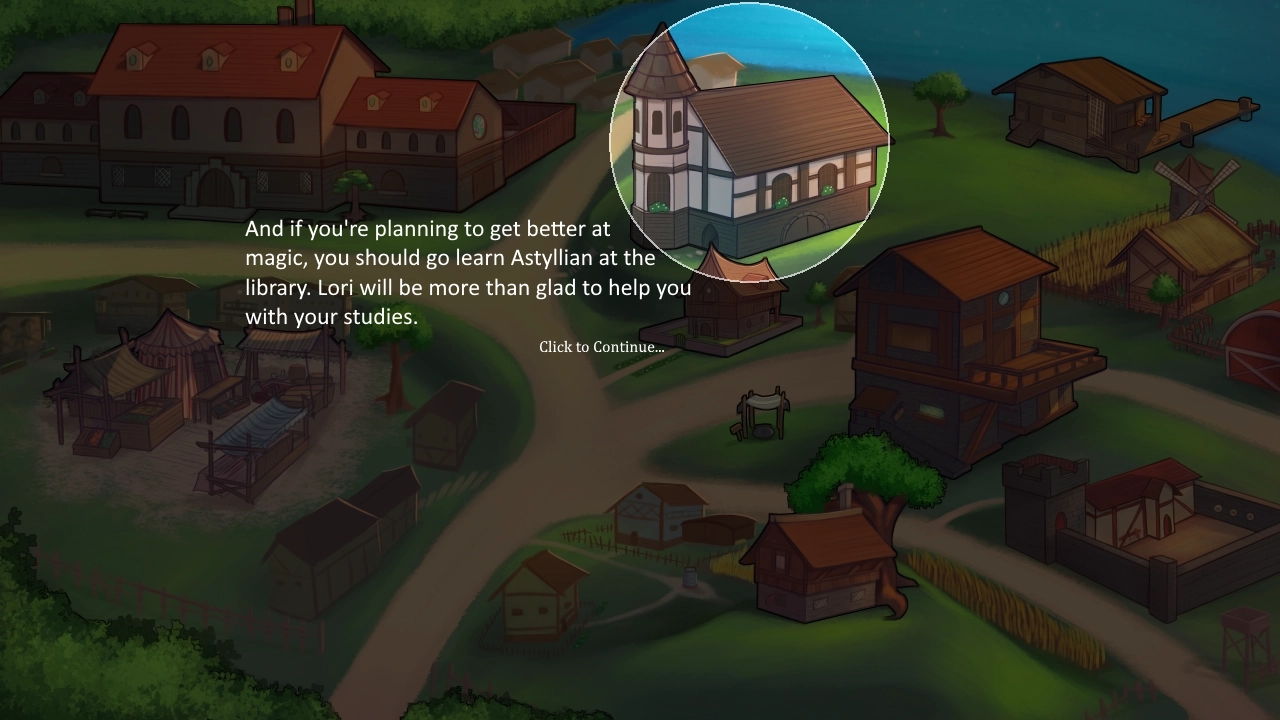 And if you're planning to get better at
magic, you should go learn Astyllian at the
library. Lori will be more than glad to help you
with your studies.
Click to Continue...